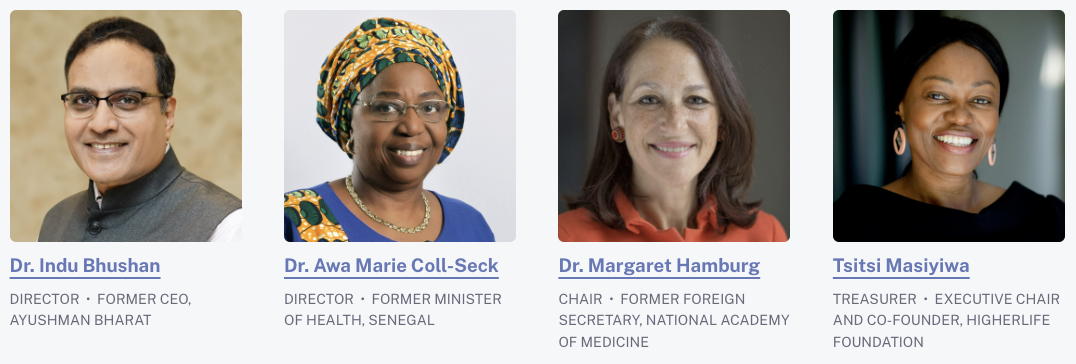 Dr. Indu Bhushan
DIRECTOR • FORMER CEO,
AYUSHMAN BHARAT
Dr. Awa Marie Coll-Seck
DIRECTOR • FORMER MINISTER
OF HEALTH, SENEGAL
Dr. Margaret Hamburg
CHAIR • FORMER FOREIGN
SECRETARY, NATIONAL ACADEMY
OF MEDICINE
Tsitsi Masiyiwa
TREASURER • EXECUTIVE CHAIR
AND CO-FOUNDER, HIGHERLIFE
FOUNDATION